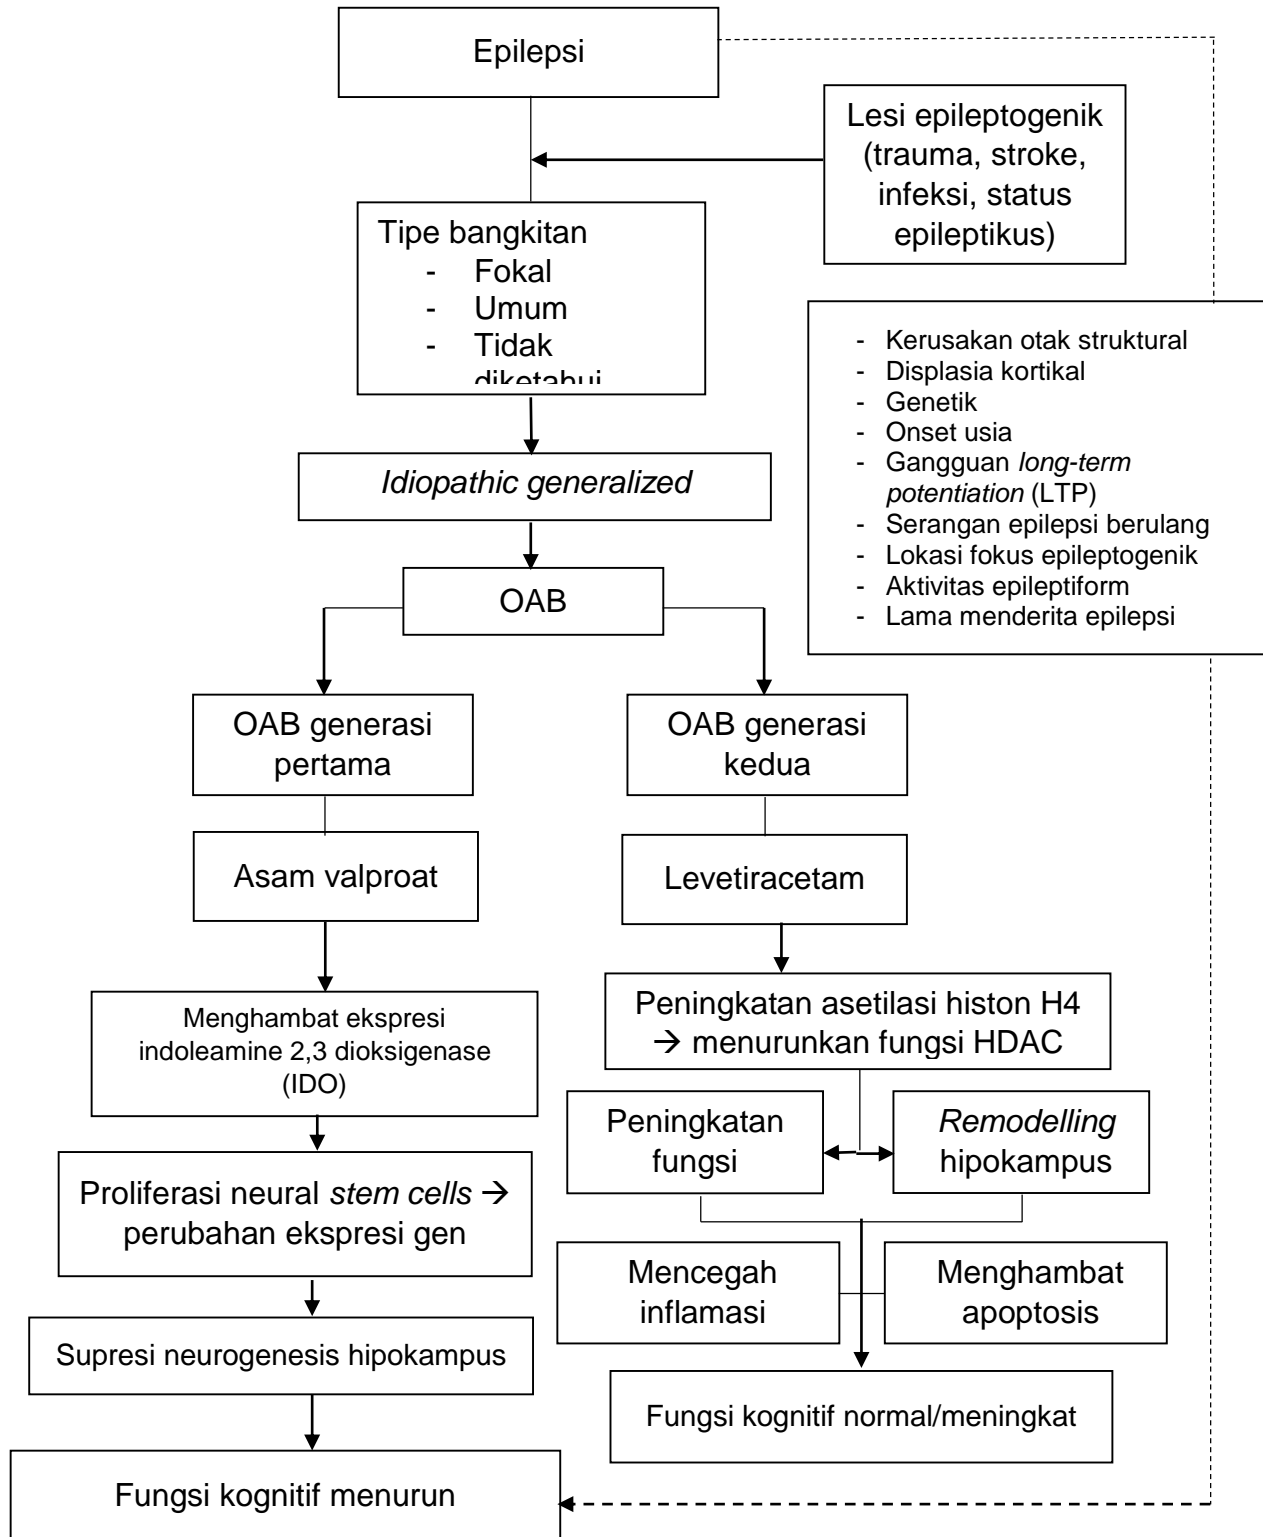 Epilepsi
Lesi epileptogenik
(trauma, stroke,
infeksi, status
epileptikus)
Tipe bangkitan
- Fokal
- Umum
- Tidak
diketahui
- Kerusakan otak struktural
- Displasia kortikal
- Genetik
- Onset usia
- Gangguan long-term
potentiation (LTP)
- Serangan epilepsi berulang
- Lokasi fokus epileptogenik
- Aktivitas epileptiform
- Lama menderita epilepsi
Idiopathic generalized
OAB
OAB generasi
pertama
OAB generasi
kedua
Asam valproat
Levetiracetam
Menghambat ekspresi
indoleamine 2,3 dioksigenase
(IDO)
Peningkatan asetilasi histon H4
→ menurunkan fungsi HDAC
Peningkatan
fungsi
Remodelling
hipokampus
Proliferasi neural stem cells →
perubahan ekspresi gen
Mencegah
inflamasi
Menghambat
apoptosis
Supresi neurogenesis hipokampus
Fungsi kognitif normal/meningkat
Fungsi kognitif menurun